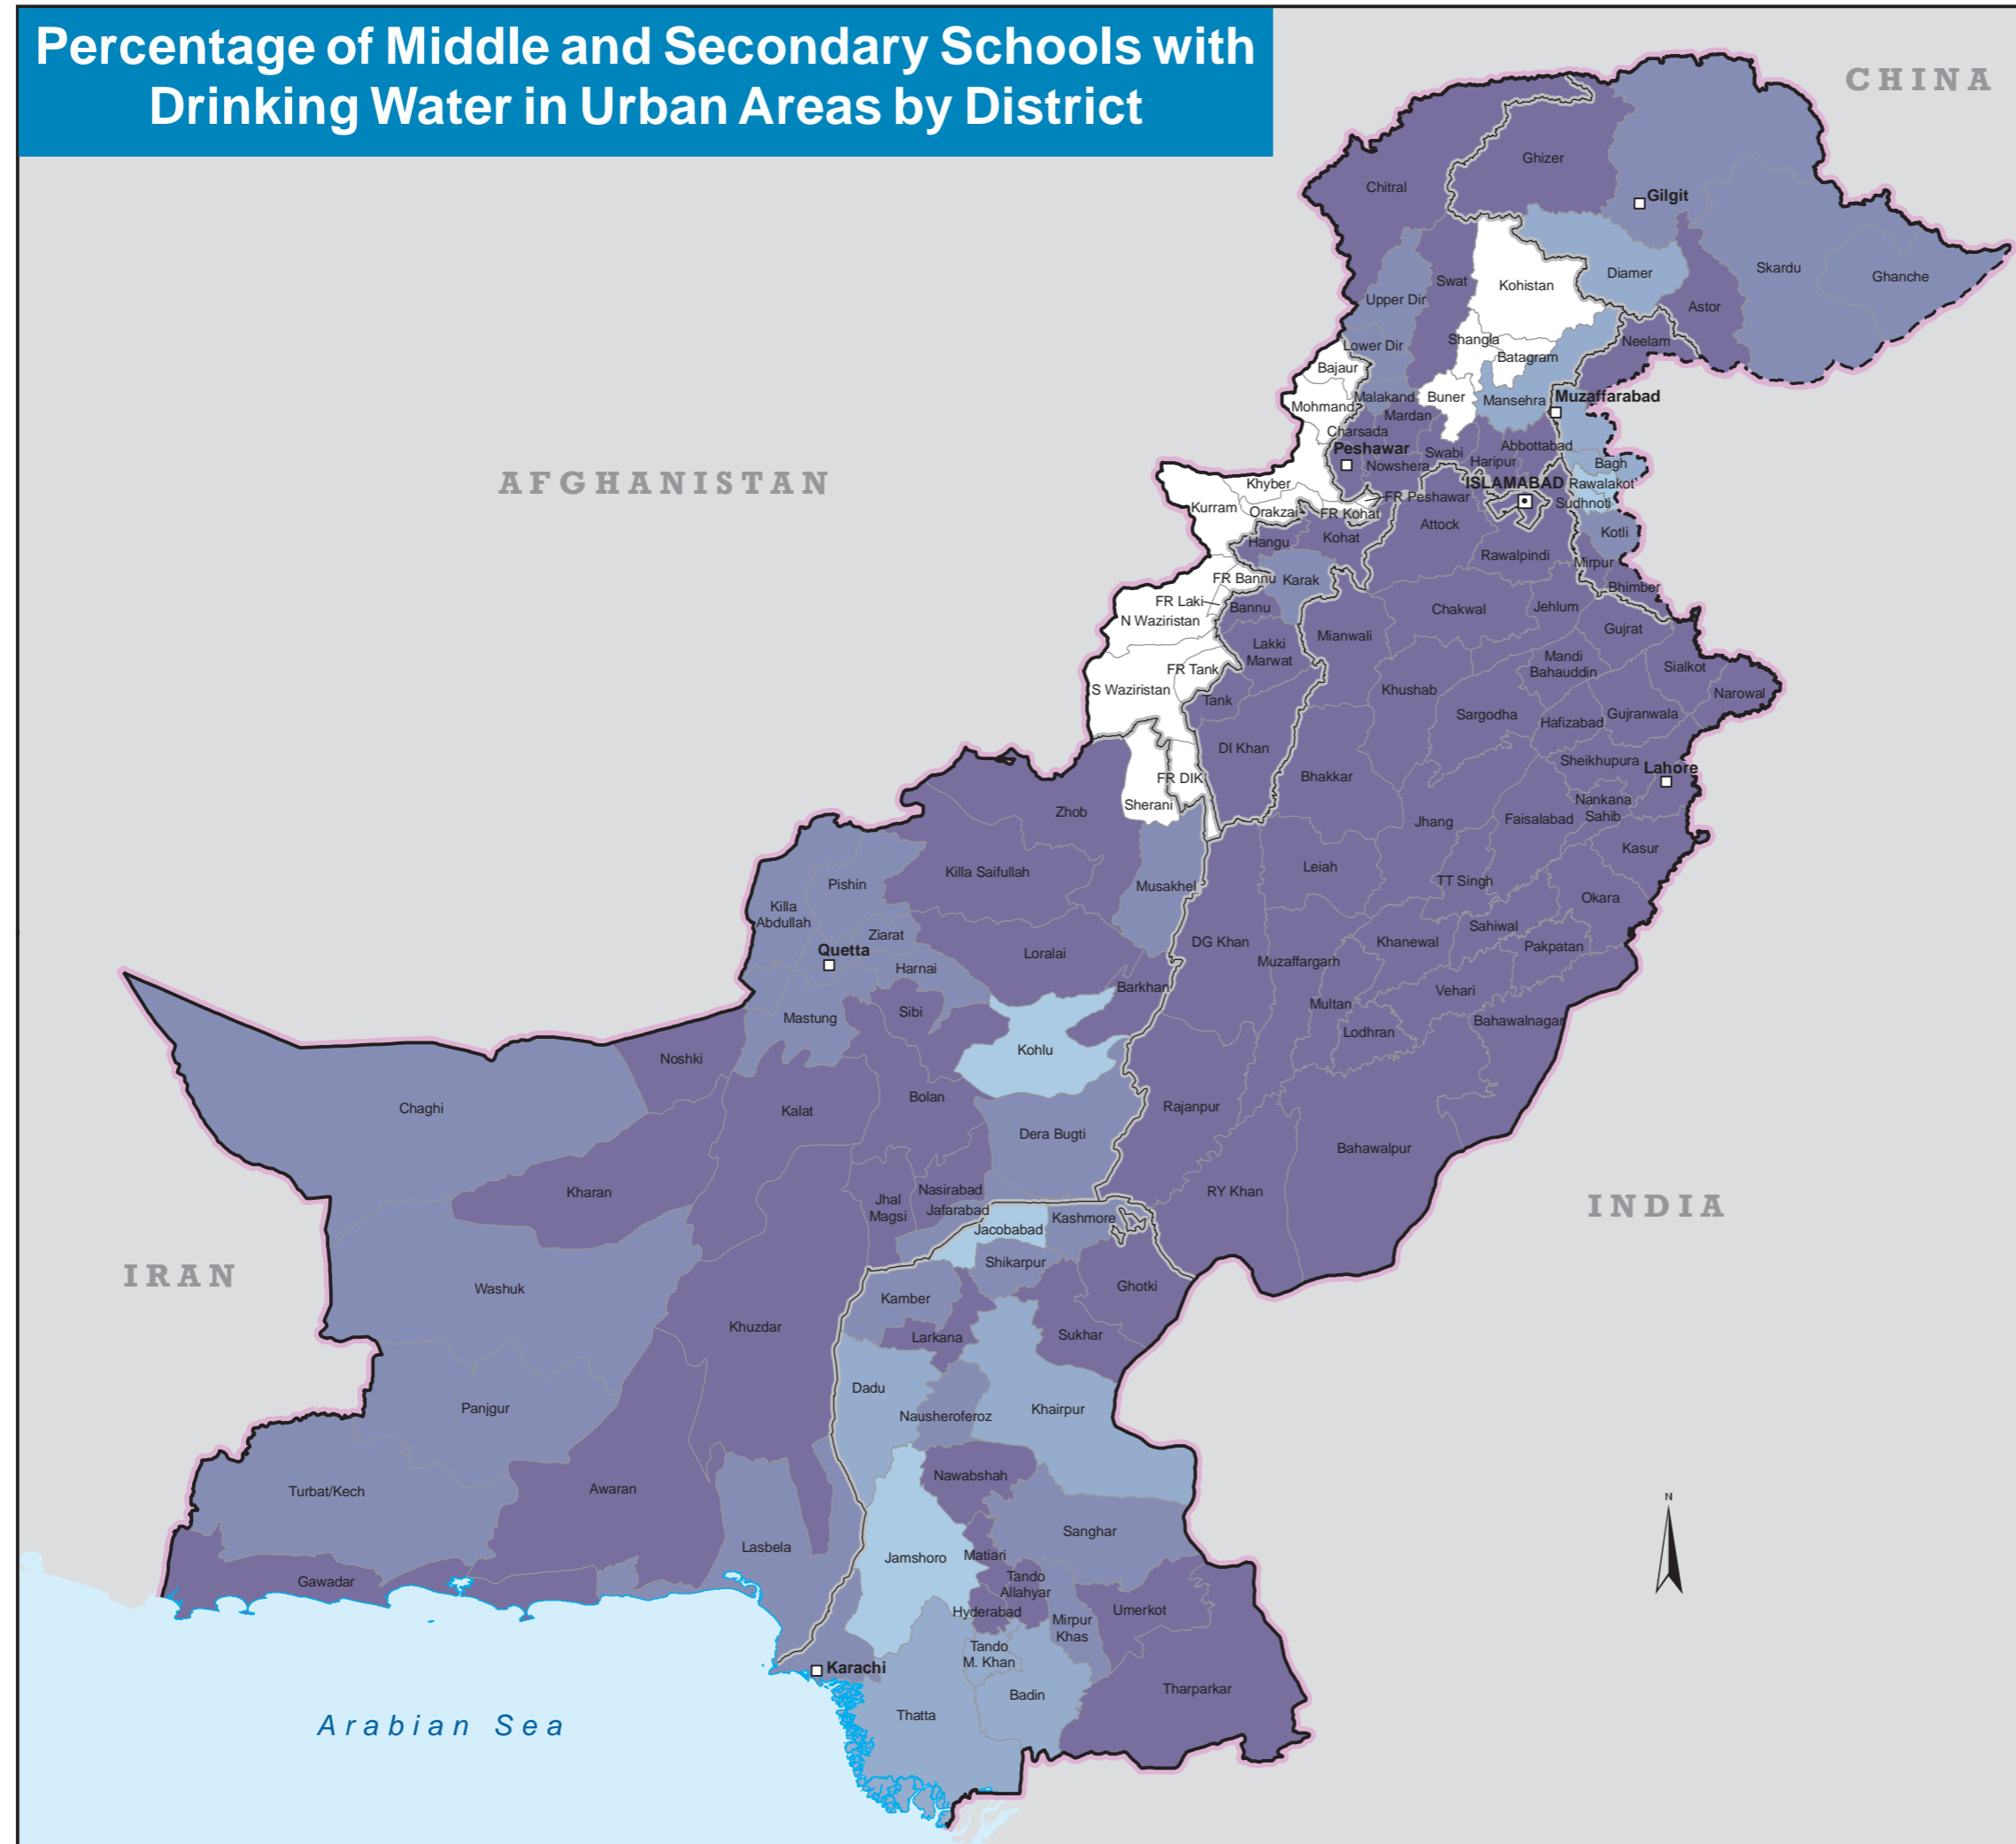 Percentage of Middle and Secondary Schools with
Drinking Water in Urban Areas by District
CHINA
Ghizer
Chitral
Gilgit
Skardu
Diamer
Ghanche
Swat
Kohistan
Upper Dir
Astor
Shangla
Neelam
Lower Dir
Batagram
Bajaur
Malakand
Buner
Mansehra
Muzaffarabad
Mohmand
Mardan
Charsada
Abbottabad
Peshawar
Swabi
Haripur
Bagh
Nowshera
AFGHANISTAN
Khyber
ISLAMABAD
Rawalakot
FR Peshawar
Sudhnoti
Kurram
Orakzai
FR Kohat
Attock
Kotli
Hangu
Kohat
Rawalpindi
Mirpur
FR Bannu
Karak
Bhimber
FR Laki
Bannu
Chakwal
Jehlum
N Waziristan
Mianwali
Gujrat
Lakki
Marwat
Mandi
Bahauddin
FR Tank
Sialkot
S Waziristan
Khushab
Narowal
Tank
Sargodha
Hafizabad
Gujranwala
DI Khan
Sheikhupura
Lahore
FR DIK
Bhakkar
Sherani
Zhob
Nankana
Sahib
Jhang
Faisalabad
Kasur
Killa Saifullah
Leiah
TT Singh
Pishin
Musakhel
Okara
Killa
Abdullah
Ziarat
Sahiwal
Quetta
Loralai
DG Khan
Khanewal
Pakpatan
Harnai
Muzaffargarh
Barkhan
Vehari
Sibi
Multan
Mastung
Lodhran
Bahawalnagar
Kohlu
Noshki
Bolan
Chaghi
Kalat
Rajanpur
Dera Bugti
Bahawalpur
Kharan
Nasirabad
RY Khan
Jhal
Magsi
Jafarabad
INDIA
Kashmore
Jacobabad
IRAN
Shikarpur
Washuk
Kamber
Ghotki
Khuzdar
Larkana
Sukhar
Dadu
Panjgur
Nausheroferoz
Khairpur
Nawabshah
Turbat/Kech
Awaran
N
Sanghar
Lasbela
Jamshoro
Matiari
Gawadar
Tando
Allahyar
Hyderabad
Umerkot
Mirpur
Khas
Tando
M. Khan
Karachi
Tharparkar
Badin
Thatta
Arabian Sea